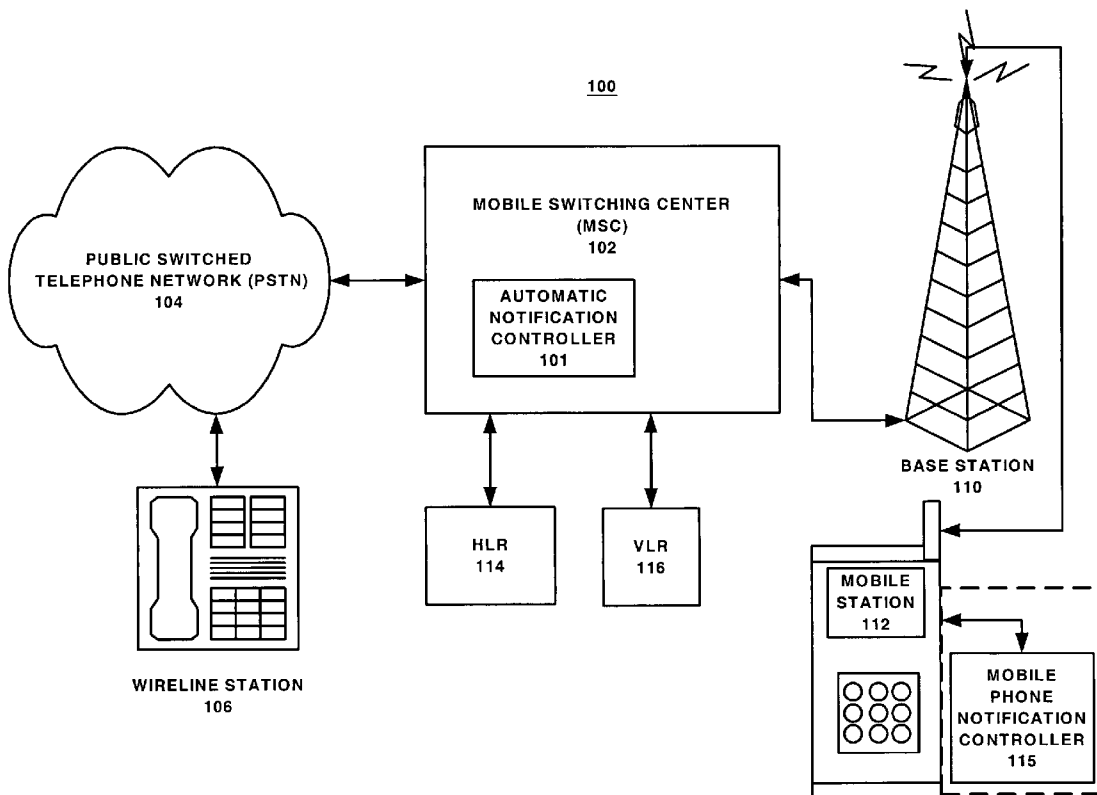 100
PUBLIC SWITCHED
TELEPHONE NETWORK (PSTN)
104
MOBILE SWITCHING CENTER
(MSC)
102
AUTOMATIC
NOTIFICATION
CONTROLLER
101
BASE STATION
110
WIRELINE STATION
106
HLR
114
VLR
116
MOBILE
STATION
112
MOBILE
PHONE
NOTIFICATION
CONTROLLER
115